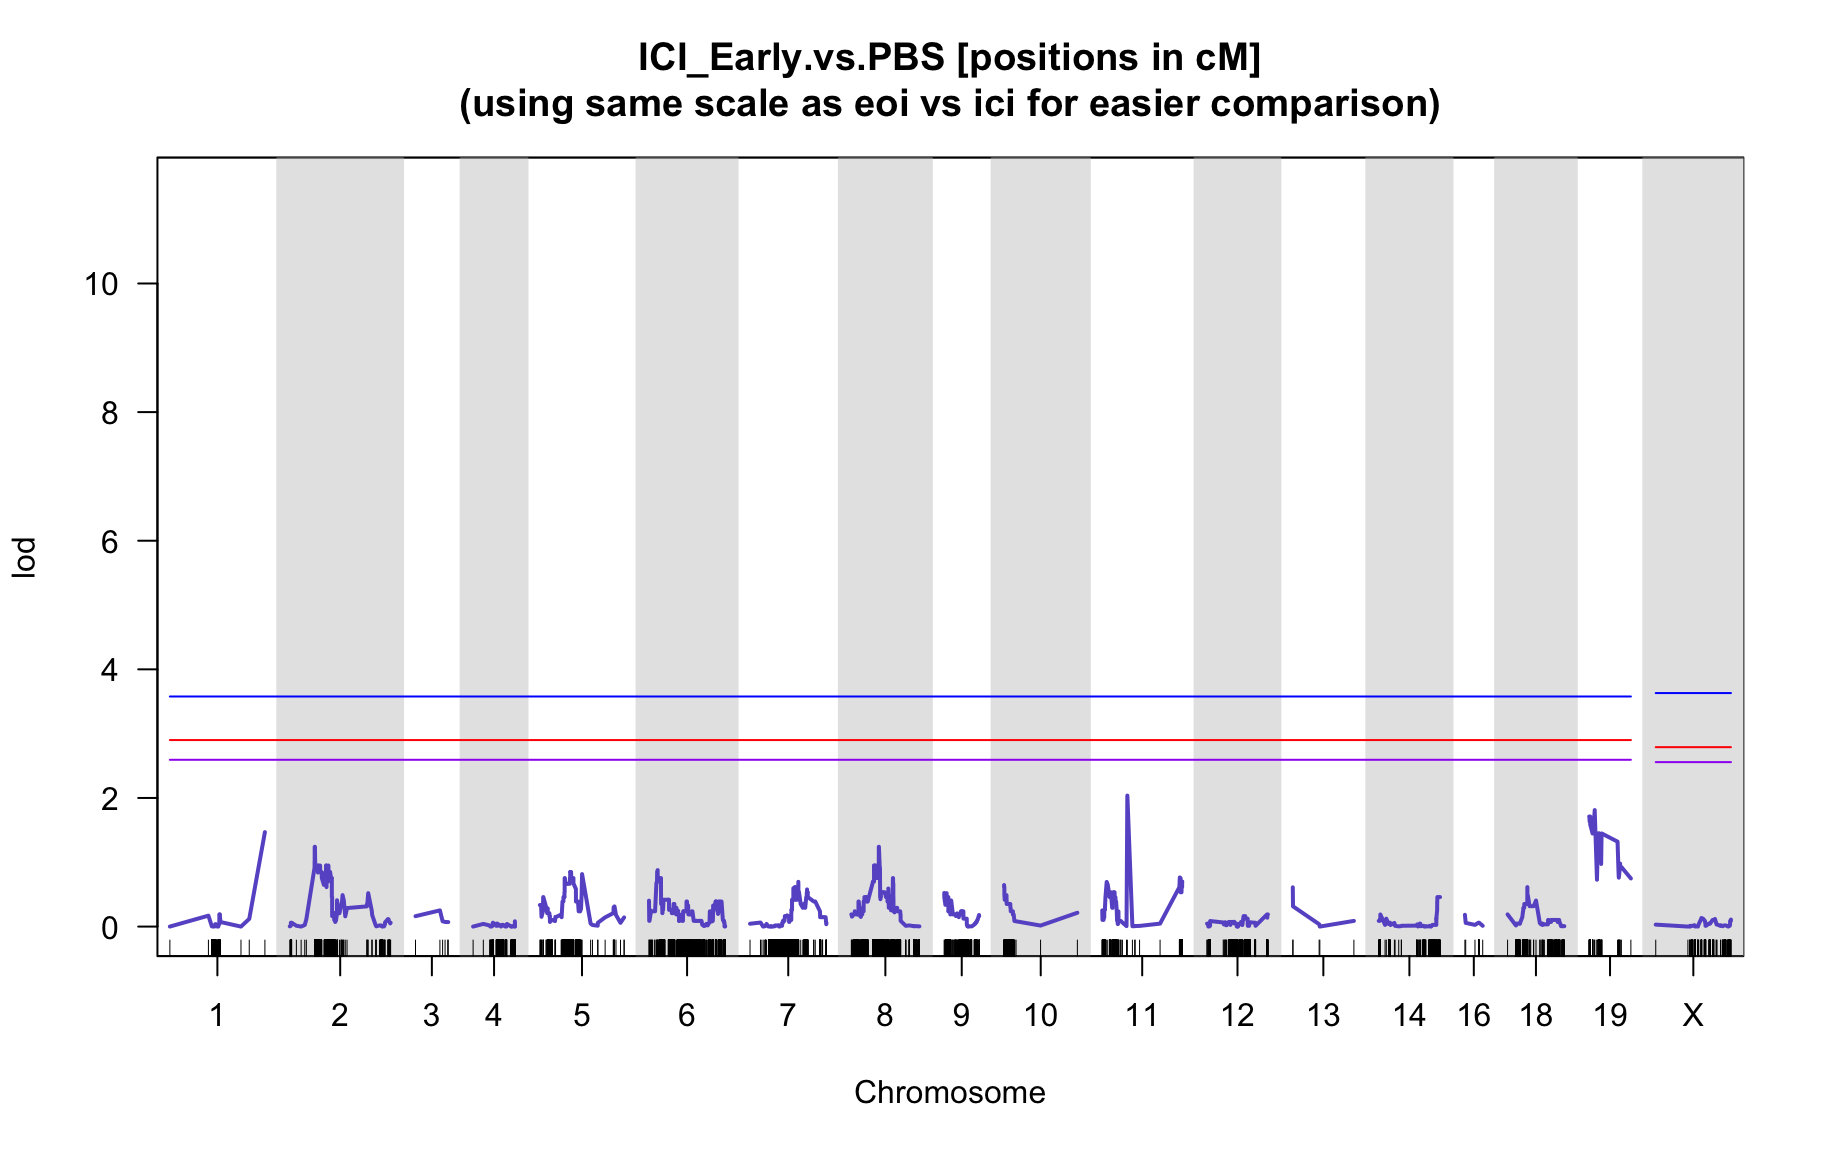 ICI_Early.vs.PBS [positions in cM]
(using same scale as eoi vs ici for easier comparison)
10
8
6
4
2
0
lod
1 2 3 4 5 6 7 8 9 10 11 12 13 14 16 18 19 X
Chromosome